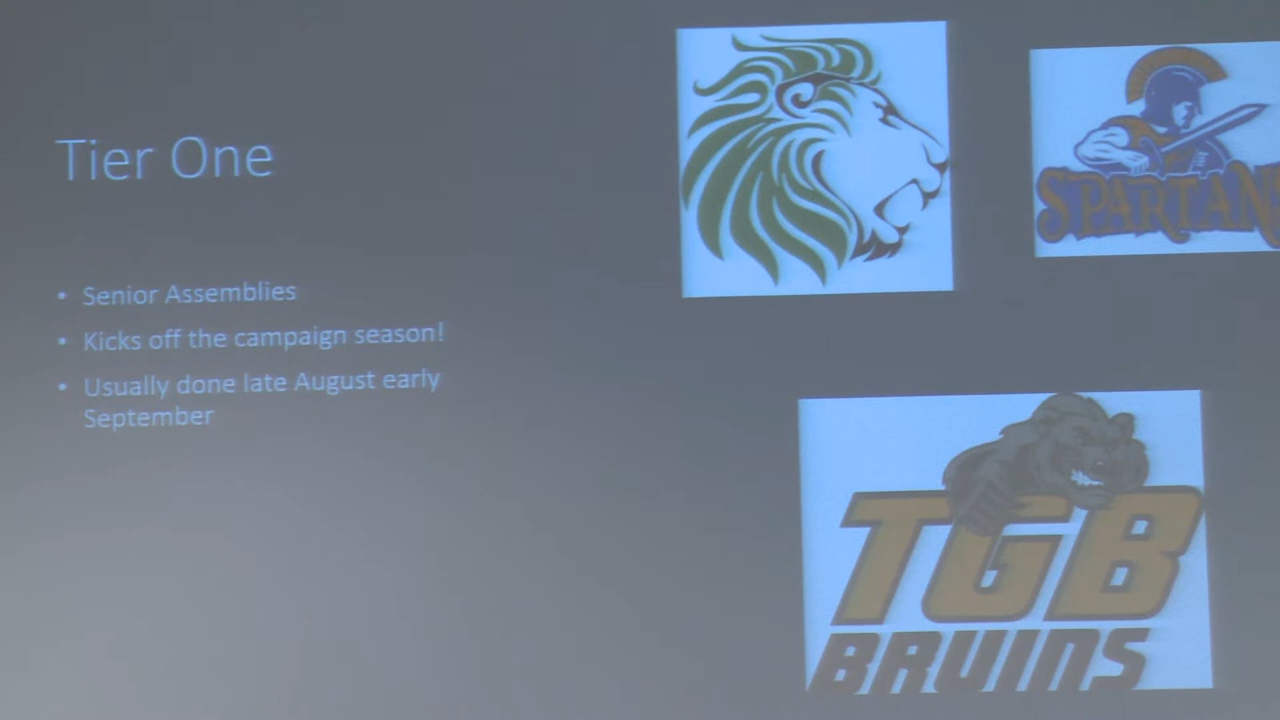 Tier One
• Senior Assemblies
• Kicks off the campaign season!
• Usually done late August early
September
SPARTANS
TGB
BRUINS